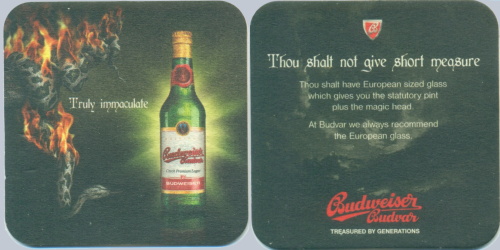 Truly immaculate
Budweiser
Budvar
BUDWEISER
Thou shalt not give short measure
Thou shalt have European sized glass
which gives you the statutory pint
plus the magic head.
At Budvar we always recommend
the European glass.
Budweiser
Budvar
TREASURED BY GENERATIONS